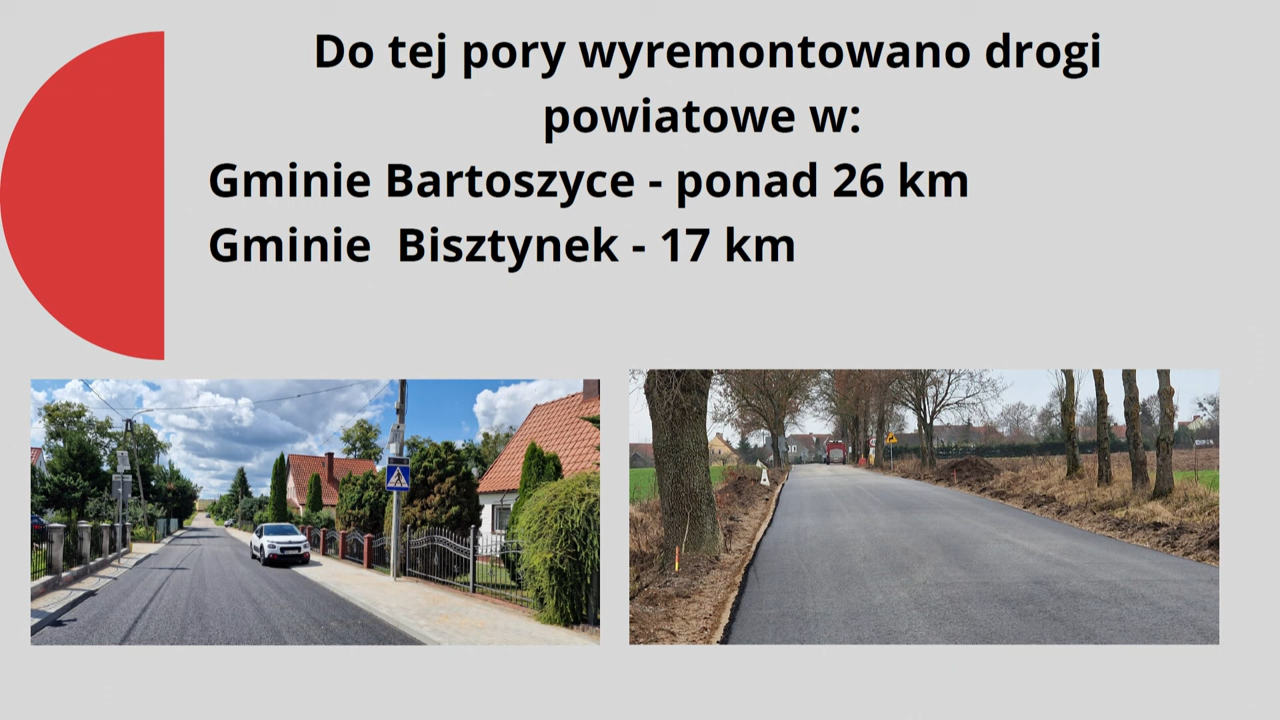 Do tej pory wyremontowano drogi
powiatowe w:
Gminie Bartoszyce - ponad 26 km
Gminie  Bisztynek - 17 km